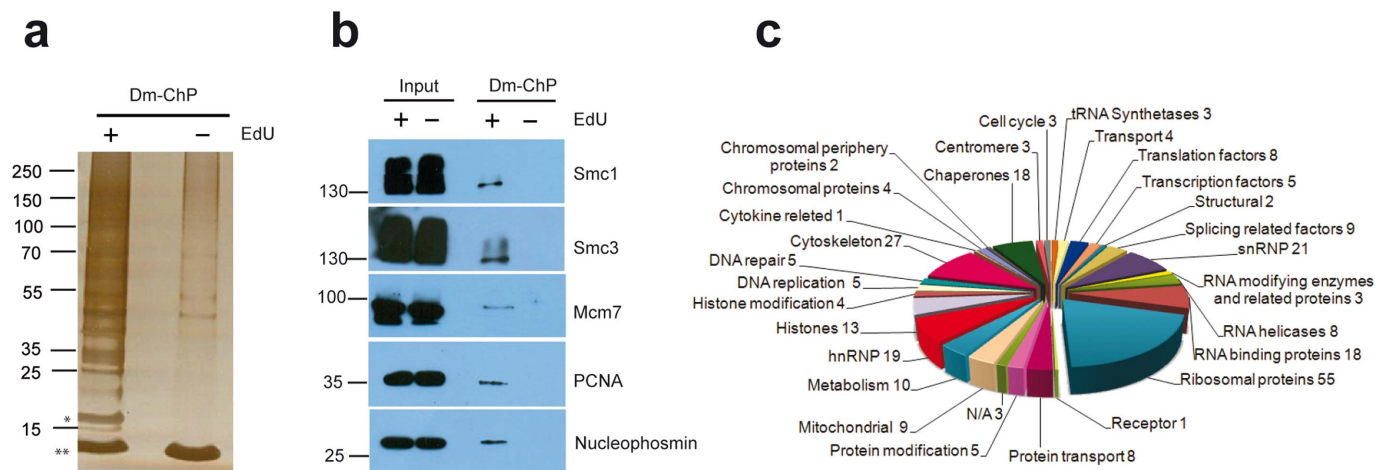 a
Dm-ChP
+ −
EdU
250
150
100
70
55
35
25
*
15
**
b
Input
Dm-ChP
+ − + −
EdU
130
Smc1
130
Smc3
100
Mcm7
35
PCNA
25
Nucleophosmin
c
Cell cycle 3
tRNA Synthetases 3
Centromere 3
Transport 4
Chromosomal periphery
proteins 2
Translation factors 8
Chaperones 18
Transcription factors 5
Chromosomal proteins 4
Structural 2
Cytokine releted 1
Splicing related factors 9
Cytoskeleton 27
snRNP 21
DNA repair 5
RNA modifying enzymes
and related proteins 3
DNA replication 5
Histone modification 4
RNA helicases 8
Histones 13
RNA binding proteins 18
hnRNP 19
Ribosomal proteins 55
Metabolism 10
N/A 3
Receptor 1
Mitochondrial 9
Protein modification 5
Protein transport 8